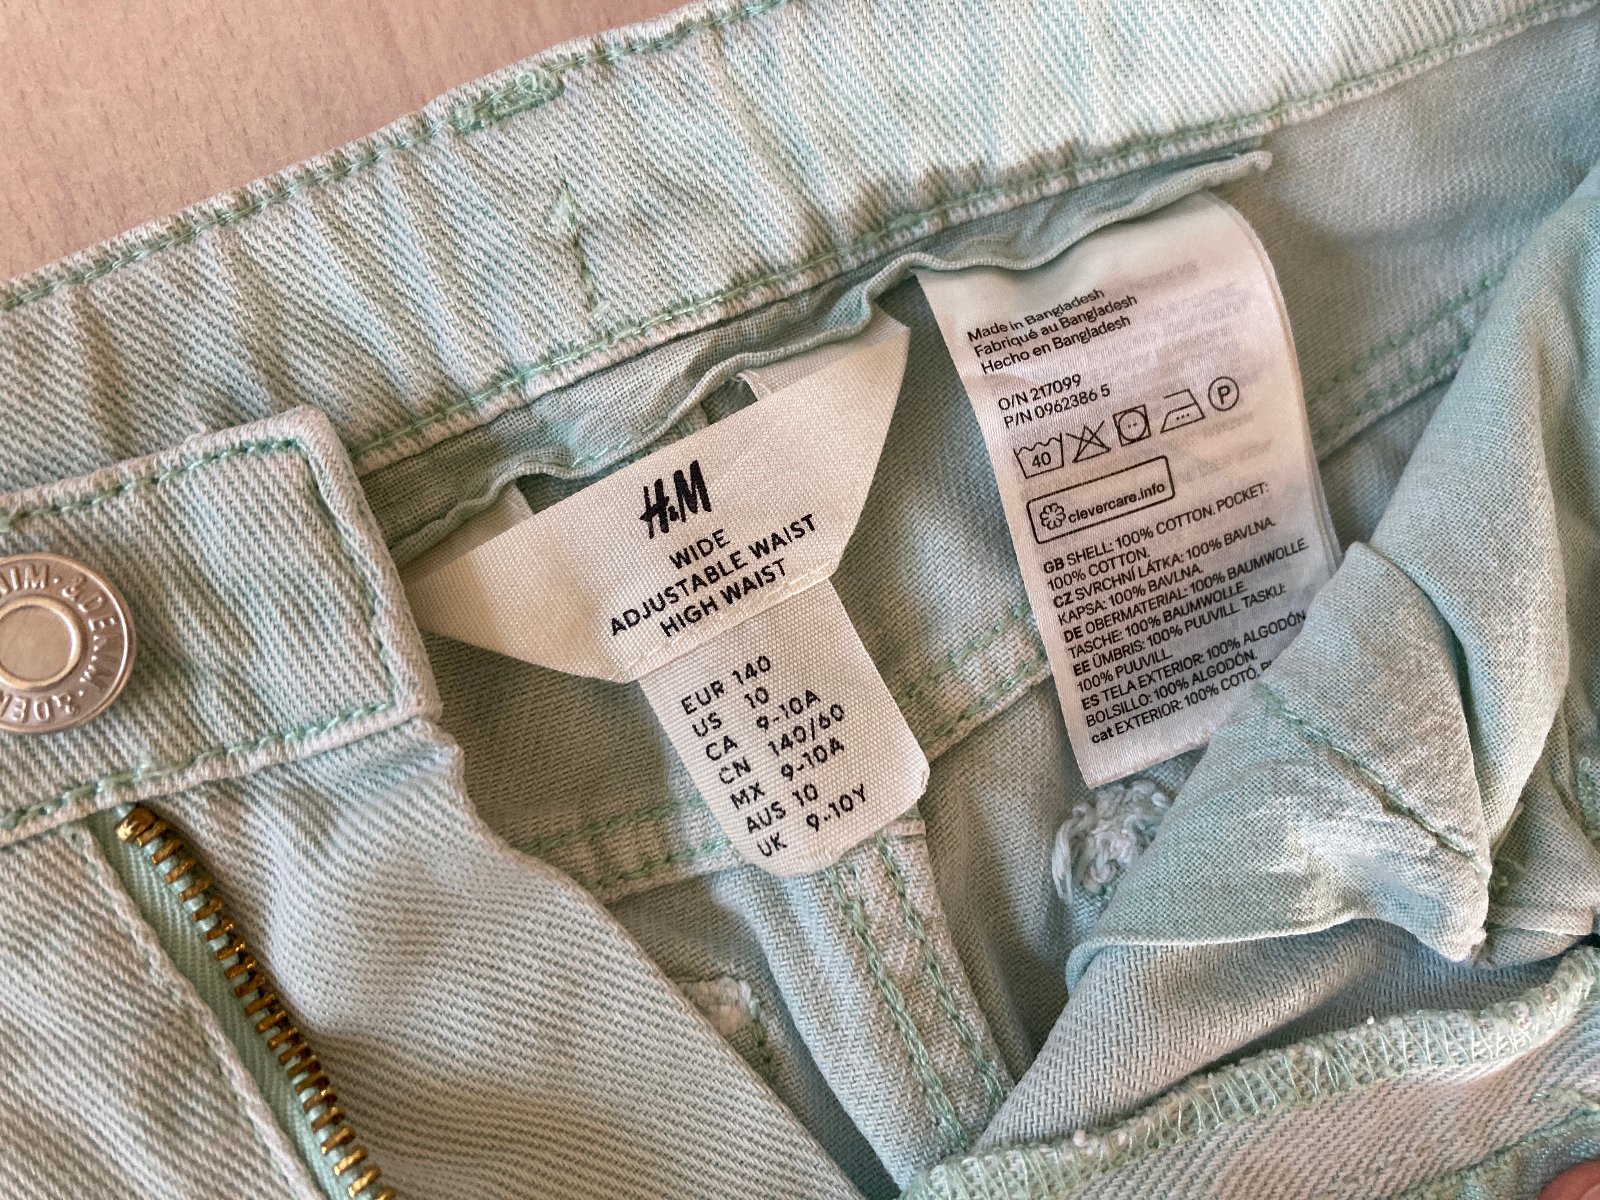 H&M
WIDE
ADJUSTABLE WAIST
HIGH WAIST
EUR 140
US 10
CA 9-10A
CN 140/60
MX 9-10A
AUS 10
UK 9-10Y
Made in Bangladesh
Fabriqué au Bangladesh
Hecho en Bangladesh
O/N 217099
P/N 0962386 5
40 P
clevercare.info
GB SHELL: 100% COTTON. POCKET:
100% COTTON.
CZ SVRCHNÍ LÁTKA: 100% BAVLNA.
KAPSA: 100% BAVLNA.
DE OBERMATERIAL: 100% BAUMWOLLE.
TASCHE: 100% BAUMWOLLE.
EE ÜMBRIS: 100% PUUVILL. TASKU:
100% PUUVILL.
ES TELA EXTERIOR: 100% ALGODÓN
BOLSILLO: 100% ALGODÓN.
cat EXTERIOR: 100% COTÓ.
&DENIM